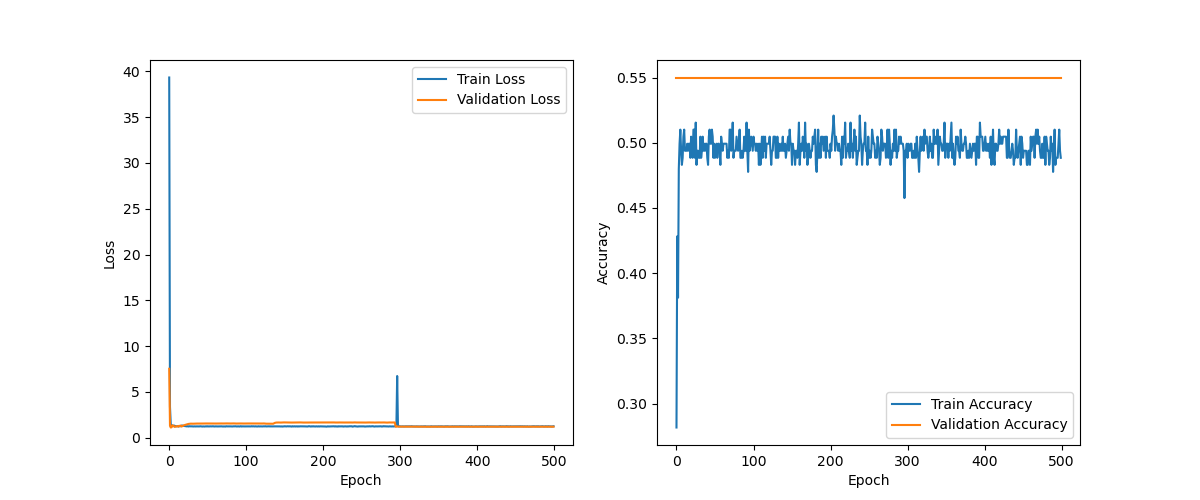 40
35
30
25
20
15
10
5
0
Loss
Train Loss
Validation Loss
0 100 200 300 400 500
Epoch
0.55
0.50
0.45
0.40
0.35
0.30
Accuracy
Train Accuracy
Validation Accuracy
0 100 200 300 400 500
Epoch